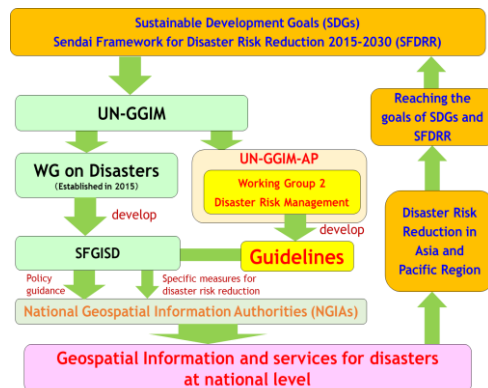 Sustainable Development Goals (SDGs)
Sendai Framework for Disaster Risk Reduction 2015-2030 (SFDRR)
UN-GGIM
Reaching the
goals of SDGs and
SFDRR
WG on Disasters
(Established in 2015)
UN-GGIM-AP
Working Group 2
Disaster Risk Management
develop
develop
SFGISD
Guidelines
Disaster Risk
Reduction in
Asia and
Pacific Region
Policy
guidance
Specific measures for
disaster risk reduction
National Geospatial Information Authorities (NGIAs)
Geospatial Information and services for disasters
at national level